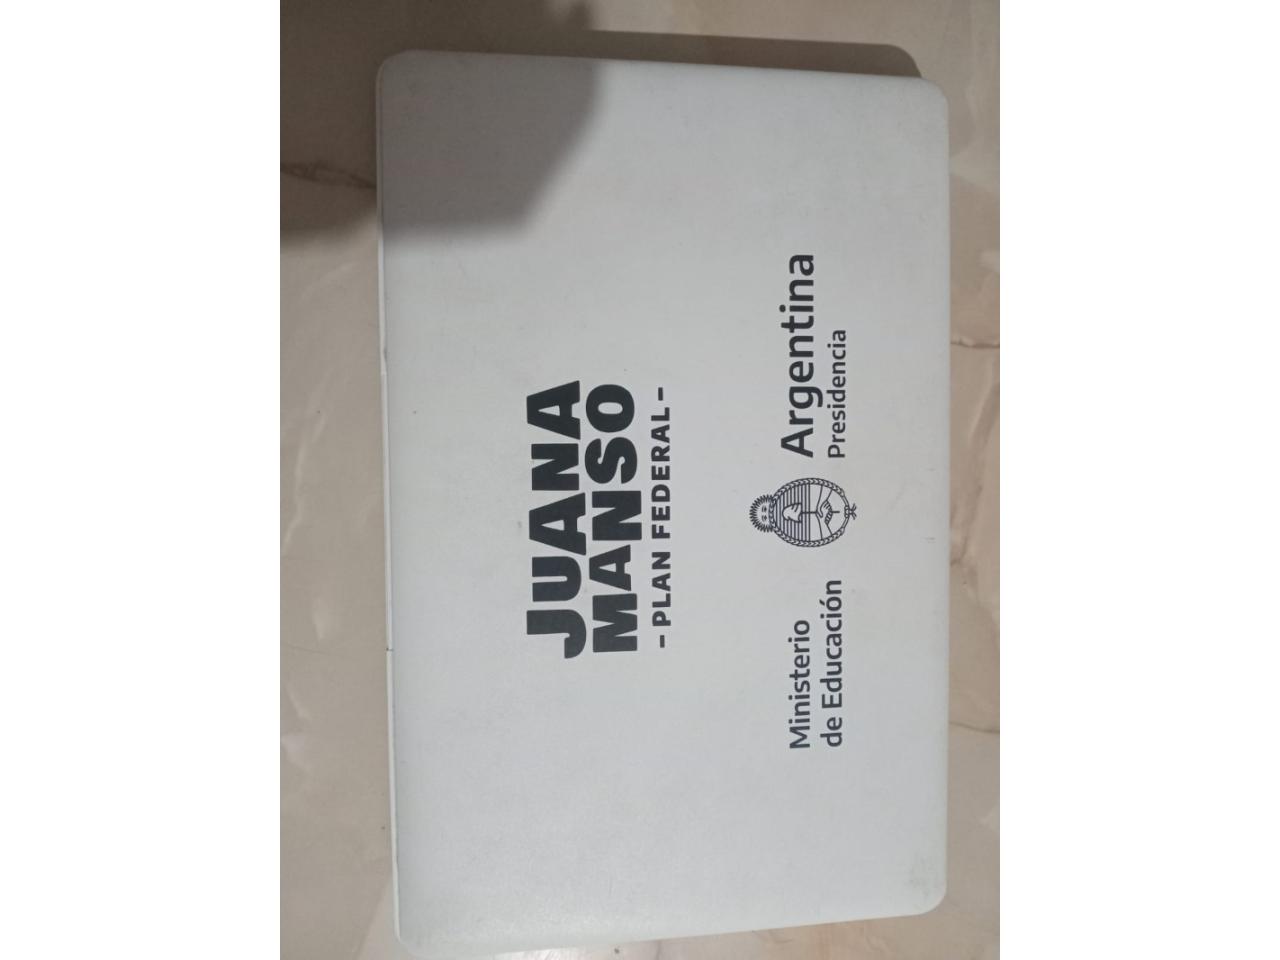 JUANA
MANSO
- PLAN FEDERAL -
Ministerio
de Educación
Argentina
Presidencia